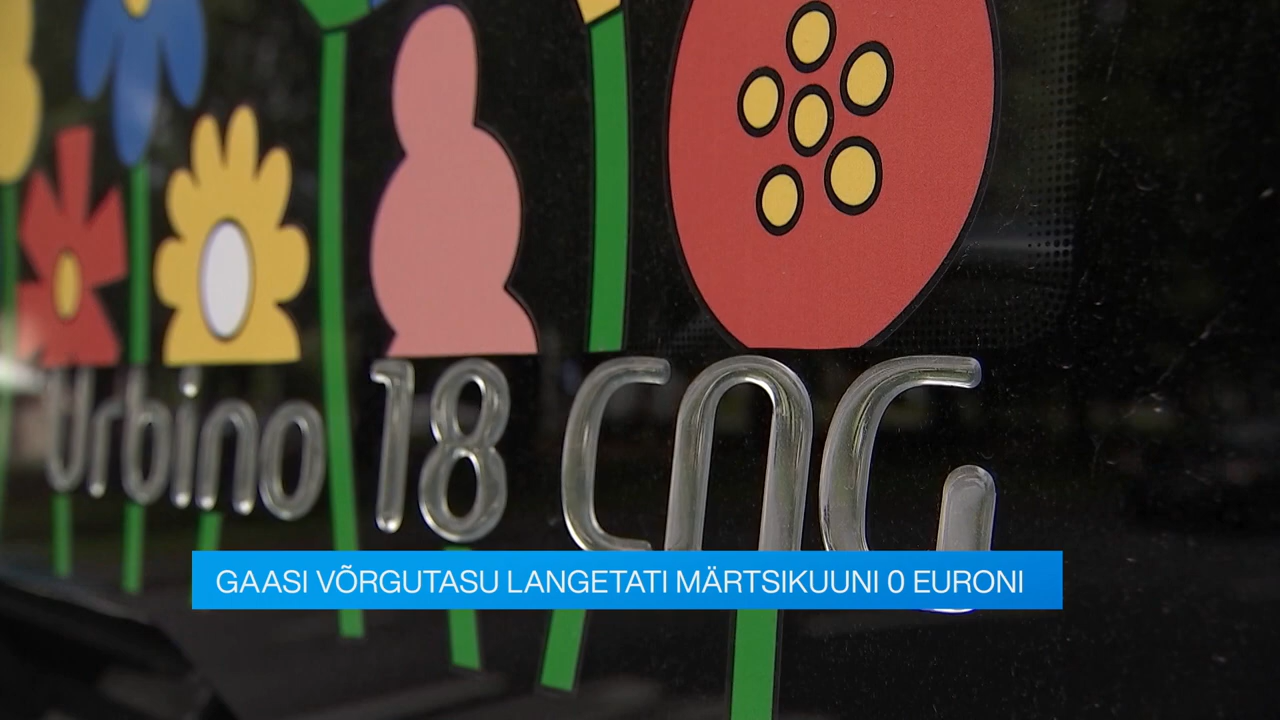 Urbino 18 CNG
GAASI VÕRGUTASU LANGETATI MÄRTSIKUUNI 0 EURONI